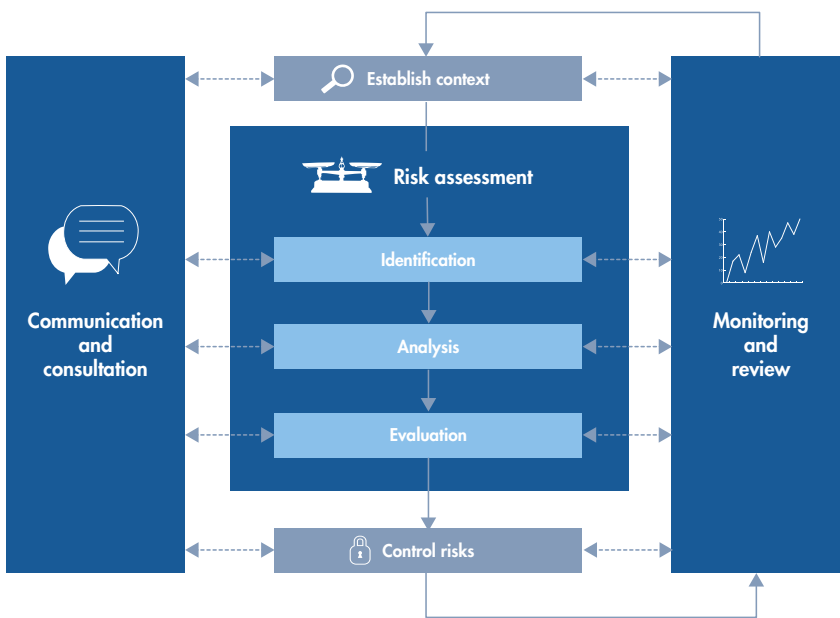 Establish context
Risk assessment
Identification
Analysis
Evaluation
Control risks
Communication
and
consultation
Monitoring
and
review